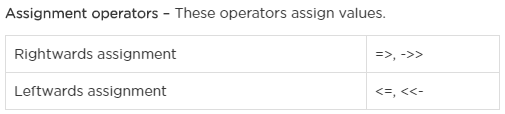 Assignment operators – These operators assign values.
Rightwards assignment =>, ->>
Leftwards assignment <=, <<-